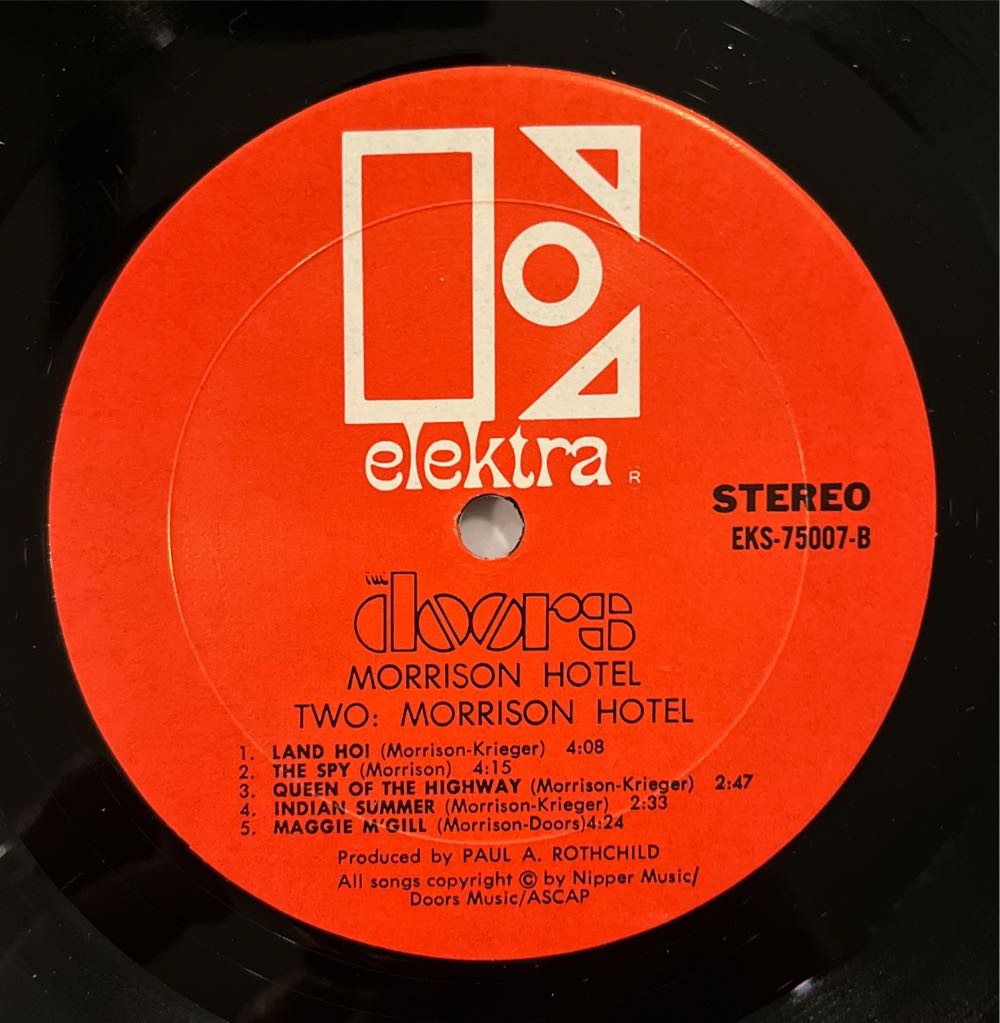 elektra ®
STEREO
EKS-75007-B
THE doors
MORRISON HOTEL
TWO: MORRISON HOTEL
1. LAND HO! (Morrison-Krieger) 4:08
2. THE SPY (Morrison) 4:15
3. QUEEN OF THE HIGHWAY (Morrison-Krieger) 2:47
4. INDIAN SUMMER (Morrison-Krieger) 2:33
5. MAGGIE M'GILL (Morrison-Doors)4:24
Produced by PAUL A. ROTHCHILD
All songs copyright © by Nipper Music/
Doors Music/ASCAP